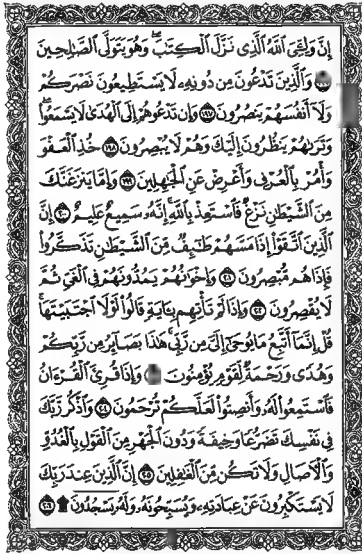 إِنَّ وَلِـِّۧيَ ٱللَّهُ ٱلَّذِى نَزَّلَ ٱلْكِتَٰبَ وَهُوَ يَتَوَلَّى ٱلصَّٰلِحِينَ
وَٱلَّذِينَ تَدْعُونَ مِن دُونِهِۦ لَا يَسْتَطِيعُونَ نَصْرَكُمْ
وَلَآ أَنفُسَهُمْ يَنصُرُونَ ١٩٧ وَإِن تَدْعُوهُمْ إِلَى ٱلْهُدَىٰ لَا يَسْمَعُوا۟
وَتَرَىٰهُمْ يَنظُرُونَ إِلَيْكَ وَهُمْ لَا يُبْصِرُونَ ١٩٨ خُذِ ٱلْعَفْوَ
وَأْمُرْ بِٱلْعُرْفِ وَأَعْرِضْ عَنِ ٱلْجَٰهِلِينَ ١٩٩ وَإِمَّا يَنزَغَنَّكَ
مِنَ ٱلشَّيْطَٰنِ نَزْغٌ فَٱسْتَعِذْ بِٱللَّهِ إِنَّهُۥ سَمِيعٌ عَلِيمٌ ٢٠٠ إِنَّ
ٱلَّذِينَ ٱتَّقَوْا۟ إِذَا مَسَّهُمْ طَٰٓئِفٌ مِّنَ ٱلشَّيْطَٰنِ تَذَكَّرُوا۟
فَإِذَا هُم مُّبْصِرُونَ ٢٠١ وَإِخْوَٰنُهُمْ يَمُدُّونَهُمْ فِى ٱلْغَىِّ ثُمَّ
لَا يُقْصِرُونَ ٢٠٢ وَإِذَا لَمْ تَأْتِهِم بِـَٔايَةٍ قَالُوا۟ لَوْلَا ٱجْتَبَيْتَهَا
قُلْ إِنَّمَآ أَتَّبِعُ مَا يُوحَىٰٓ إِلَىَّ مِن رَّبِّى هَٰذَا بَصَآئِرُ مِن رَّبِّكُمْ
وَهُدًى وَرَحْمَةٌ لِّقَوْمٍ يُؤْمِنُونَ وَإِذَا قُرِئَ ٱلْقُرْءَانُ
فَٱسْتَمِعُوا۟ لَهُۥ وَأَنصِتُوا۟ لَعَلَّكُمْ تُرْحَمُونَ ٢٠٤ وَٱذْكُر رَّبَّكَ
فِى نَفْسِكَ تَضَرُّعًا وَخِيفَةً وَدُونَ ٱلْجَهْرِ مِنَ ٱلْقَوْلِ بِٱلْغُدُوِّ
وَٱلْءَاصَالِ وَلَا تَكُن مِّنَ ٱلْغَٰفِلِينَ ٢٠٥ إِنَّ ٱلَّذِينَ عِندَ رَبِّكَ
لَا يَسْتَكْبِرُونَ عَنْ عِبَادَتِهِۦ وَيُسَبِّحُونَهُۥ وَلَهُۥ يَسْجُدُونَ ۩ ٢٠٦